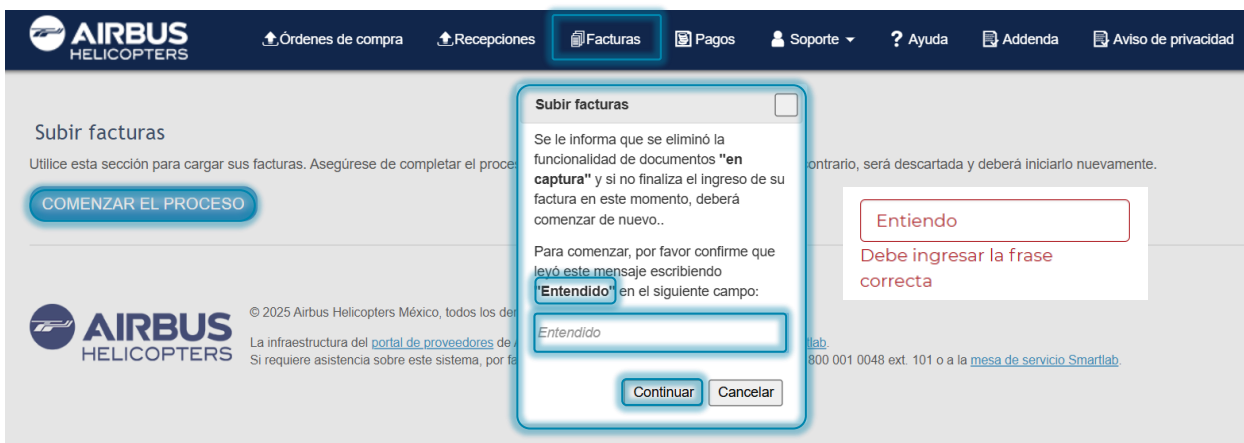 AIRBUS
HELICOPTERS
Órdenes de compra
Recepciones
Facturas
Pagos
Soporte
? Ayuda
Addenda
Aviso de privacidad
Subir facturas
Utilice esta sección para cargar sus facturas. Asegúrese de completar el proce
contrario, será descartada y deberá iniciarlo nuevamente.
COMENZAR EL PROCESO
Subir facturas
Se le informa que se eliminó la
funcionalidad de documentos "en
captura" y si no finaliza el ingreso de su
factura en este momento, deberá
comenzar de nuevo..
Para comenzar, por favor confirme que
leyó este mensaje escribiendo
"Entendido" en el siguiente campo:
Entendido
Continuar
Cancelar
Entiendo
Debe ingresar la frase
correcta
AIRBUS
HELICOPTERS
© 2025 Airbus Helicopters México, todos los de
La infraestructura del portal de proveedores de
tlab.
Si requiere asistencia sobre este sistema, por fa
800 001 0048 ext. 101 o a la mesa de servicio Smartlab.